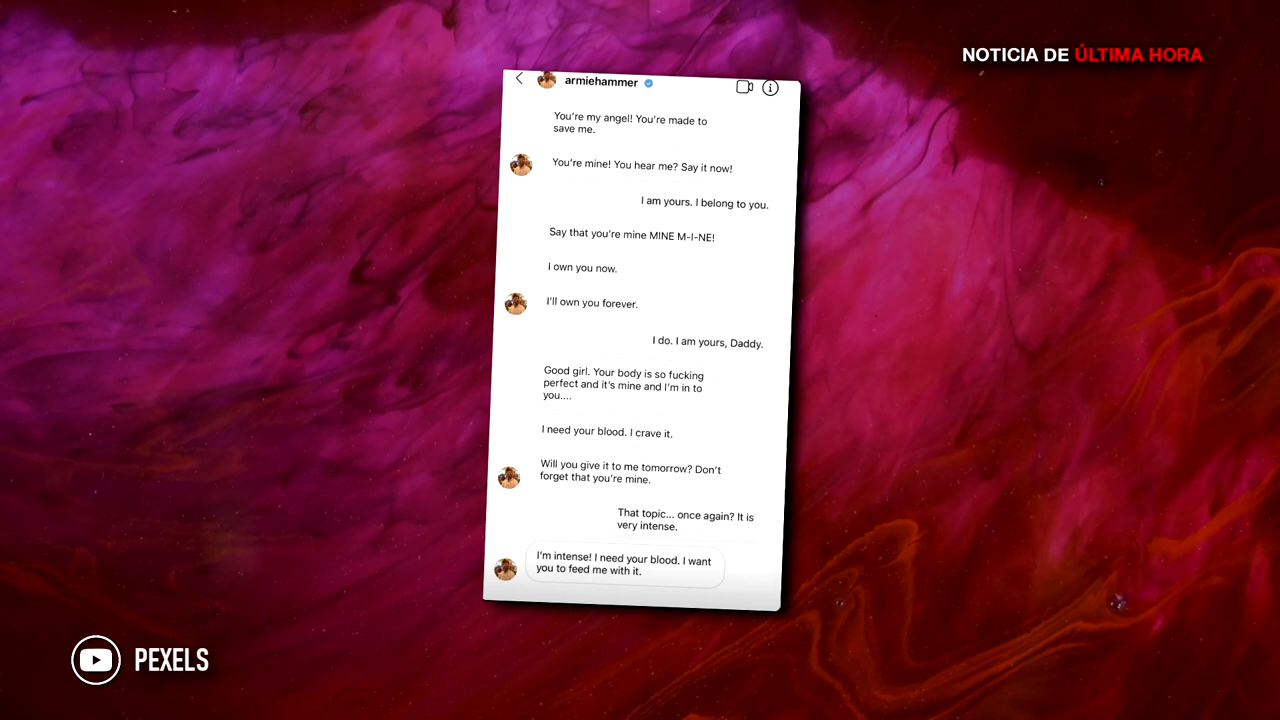 NOTICIA DE ÚLTIMA HORA
armiehammer
You're my angel! You're made to
save me.
You're mine! You hear me? Say it now!
I am yours. I belong to you.
Say that you're mine MINE M-I-NE!
I own you now.
I'll own you forever.
I do. I am yours, Daddy.
Good girl. Your body is so fucking
perfect and it's mine and I'm in to
you....
I need your blood. I crave it.
Will you give it to me tomorrow? Don't
forget that you're mine.
That topic... once again? It is
very intense.
I'm intense! I need your blood. I want
you to feed me with it.
PEXELS